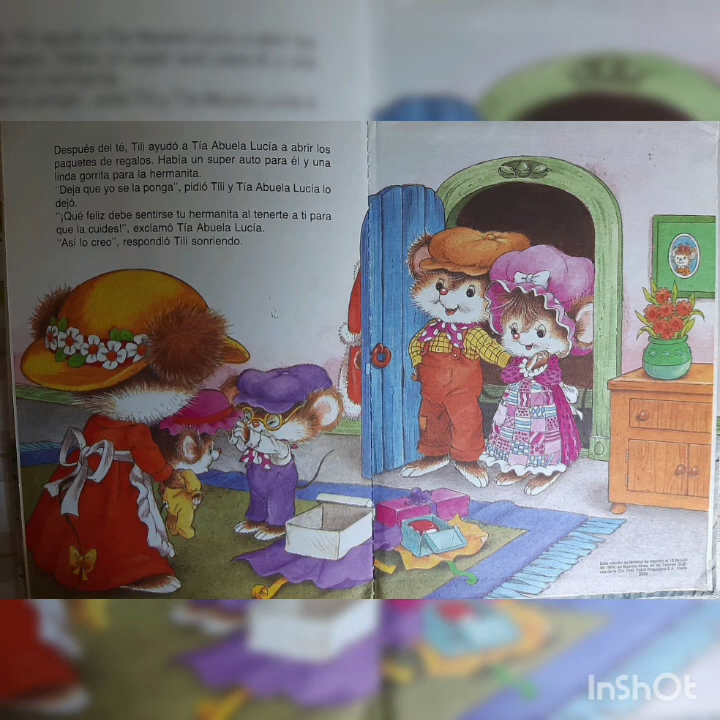 Después del té, Tili ayudó a Tía Abuela Lucía a abrir los
paquetes de regalos. Había un super auto para él y una
linda gorrita para la hermanita.
"Deja que yo se la ponga", pidió Tili y Tía Abuela Lucía lo
dejó.
"¡Qué feliz debe sentirse tu hermanita al tenerte a ti para
que la cuides!", exclamó Tía Abuela Lucía.
"Así lo creo", respondió Tili sonriendo.
InShOt